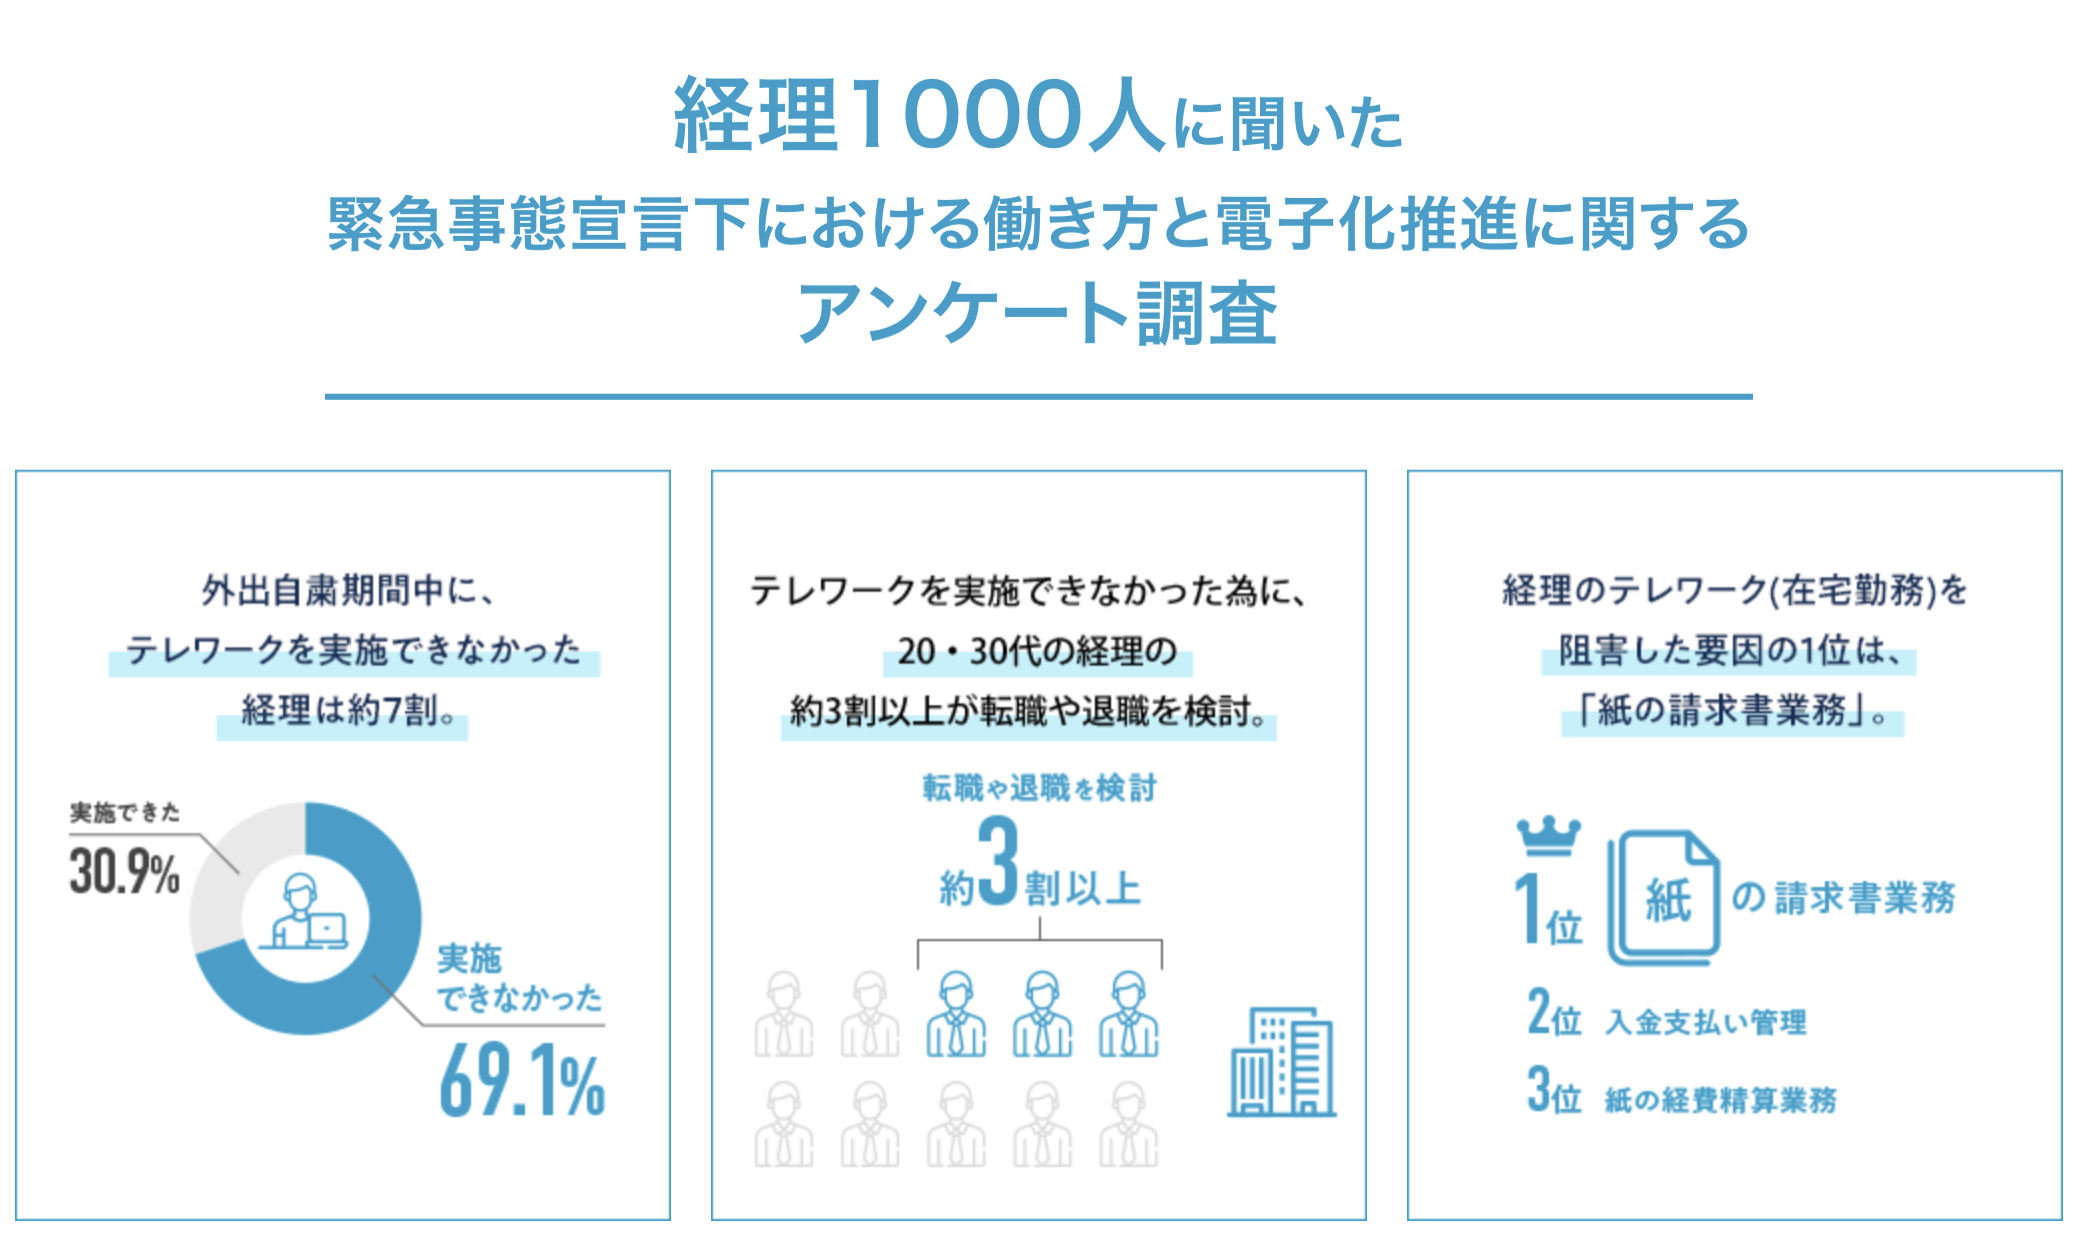 経理1000人に聞いた
緊急事態宣言下における働き方と電子化推進に関する
アンケート調査
外出自粛期間中に、
テレワークを実施できなかった
経理は約7割。
実施できた
30.9%
実施
できなかった
69.1%
テレワークを実施できなかった為に、
20・30代の経理の
約3割以上が転職や退職を検討。
転職や退職を検討
約3割以上
経理のテレワーク(在宅勤務)を
阻害した要因の1位は、
「紙の請求書業務」。
1位 紙の請求書業務
2位 入金支払い管理
3位 紙の経費精算業務